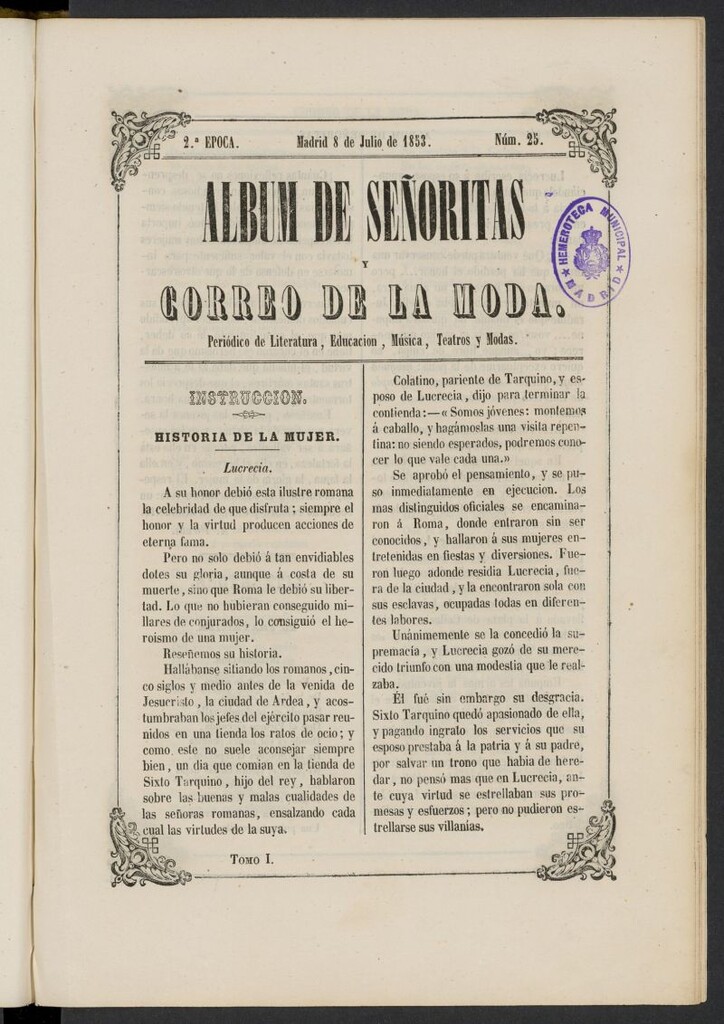 2.ª EPOCA. Madrid 8 de Julio de 1853. Núm. 25.
ALBUM DE SEÑORITAS
Y
CORREO DE LA MODA.
Periódico de Literatura, Educacion, Música, Teatros y Modas.
HEMEROTECA MUNICIPAL
MADRID
INSTRUCCION.
HISTORIA DE LA MUJER.
Lucrecia.
A su honor debió esta ilustre romana
la celebridad de que disfruta; siempre el
honor y la virtud producen acciones de
eterna fama.
Pero no solo debió á tan envidiables
dotes su gloria, aunque á costa de su
muerte, sino que Roma le debió su liber-
tad. Lo que no hubieran conseguido mi-
llares de conjurados, lo consiguió el he-
roismo de una mujer.
Reseñemos su historia.
Hallábanse sitiando los romanos, cin-
co siglos y medio antes de la venida de
Jesucristo, la ciudad de Ardea, y acos-
tumbraban los jefes del ejército pasar reu-
nidos en una tienda los ratos de ocio; y
como este no suele aconsejar siempre
bien, un dia que comian en la tienda de
Sixto Tarquino, hijo del rey, hablaron
sobre las buenas y malas cualidades de
las señoras romanas, ensalzando cada
cual las virtudes de la suya.
Colatino, pariente de Tarquino, y es-
poso de Lucrecia, dijo para terminar la
contienda:—«Somos jóvenes: montemos
á caballo, y hagámoslas una visita repen-
tina: no siendo esperados, podremos cono-
cer lo que vale cada una.»
Se aprobó el pensamiento, y se pu-
so inmediatamente en ejecucion. Los
mas distinguidos oficiales se encamina-
ron á Roma, donde entraron sin ser
conocidos, y hallaron á sus mujeres en-
tretenidas en fiestas y diversiones. Fue-
ron luego adonde residia Lucrecia, fue-
ra de la ciudad, y la encontraron sola con
sus esclavas, ocupadas todas en diferen-
tes labores.
Unánimemente se la concedió la su-
premacía, y Lucrecia gozó de su mere-
cido triunfo con una modestia que le real-
zaba.
Él fué sin embargo su desgracia.
Sixto Tarquino quedó apasionado de ella,
y pagando ingrato los servicios que su
esposo prestaba á la patria y á su padre,
por salvar un trono que habia de here-
dar, no pensó mas que en Lucrecia, an-
te cuya virtud se estrellaban sus pro-
mesas y esfuerzos; pero no pudieron es-
trellarse sus villanías.
TOMO I.